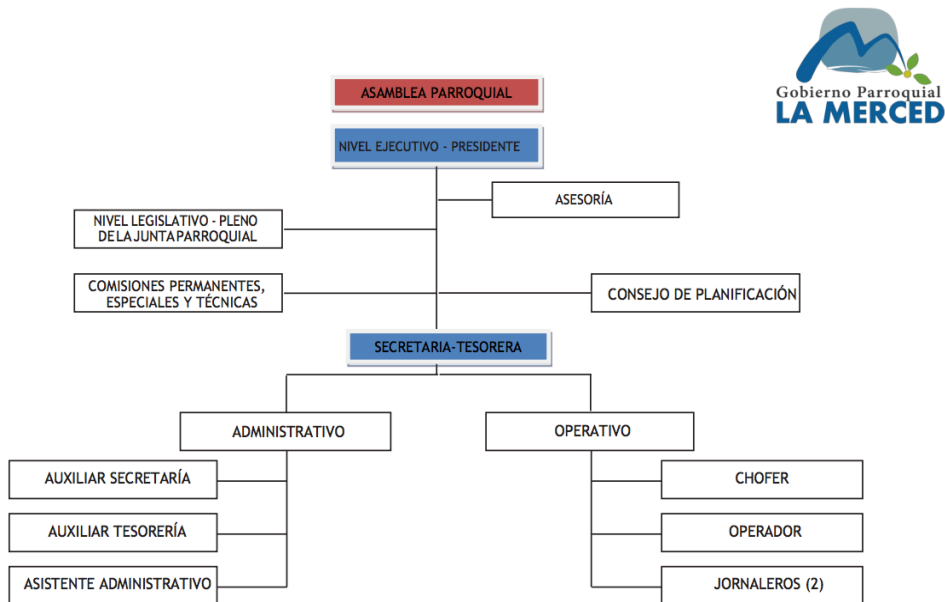 Gobierno Parroquial
LA MERCED
ASAMBLEA PARROQUIAL
NIVEL EJECUTIVO - PRESIDENTE
ASESORÍA
NIVEL LEGISLATIVO - PLENO
DE LA JUNTA PARROQUIAL
COMISIONES PERMANENTES,
ESPECIALES Y TÉCNICAS
CONSEJO DE PLANIFICACIÓN
SECRETARIA-TESORERA
ADMINISTRATIVO
OPERATIVO
AUXILIAR SECRETARÍA
CHOFER
AUXILIAR TESORERÍA
OPERADOR
ASISTENTE ADMINISTRATIVO
JORNALEROS (2)